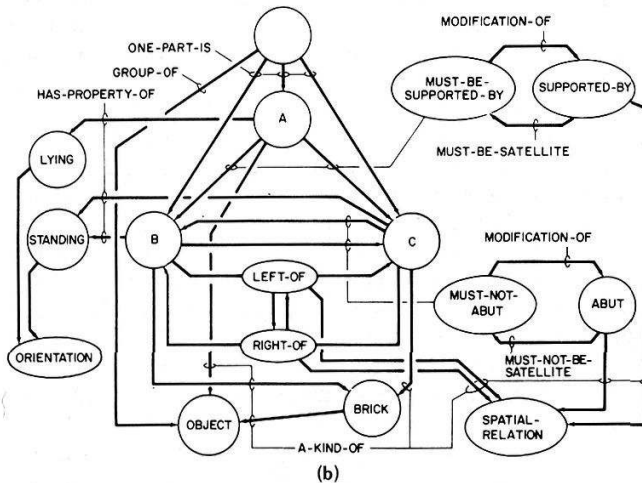 MODIFICATION-OF
ONE-PART-IS
GROUP-OF
HAS-PROPERTY-OF
MUST-BE-
SUPPORTED-BY
SUPPORTED-BY
A
LYING
MUST-BE-SATELLITE
STANDING
B
C
MODIFICATION-OF
LEFT-OF
MUST-NOT-
ABUT
ABUT
RIGHT-OF
ORIENTATION
MUST-NOT-BE-
SATELLITE
BRICK
OBJECT
SPATIAL-
RELATION
A-KIND-OF
(b)